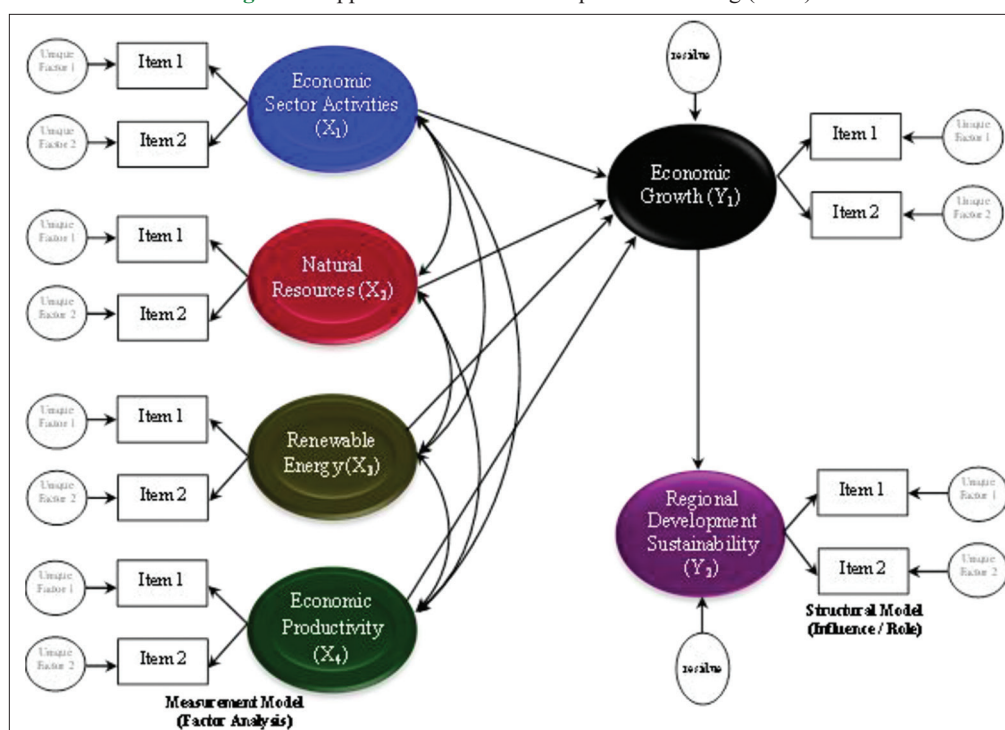 residue
Unique
Factor 1
Item 1
Economic
Sector Activities
(X₁)
Unique
Factor 2
Item 2
Item 1
Unique
Factor 1
Economic
Growth (Y₁)
Item 2
Unique
Factor 2
Unique
Factor 1
Item 1
Natural
Resources (X₂)
Unique
Factor 2
Item 2
Unique
Factor 1
Item 1
Renewable
Energy (X₃)
Unique
Factor 2
Item 2
Regional
Development
Sustainability
(Y₂)
Item 1
Unique
Factor 1
Item 2
Unique
Factor 2
Unique
Factor 1
Item 1
Economic
Productivity
(X₄)
Unique
Factor 2
Item 2
Structural Model
(Influence / Role)
residue
Measurement Model
(Factor Analysis)